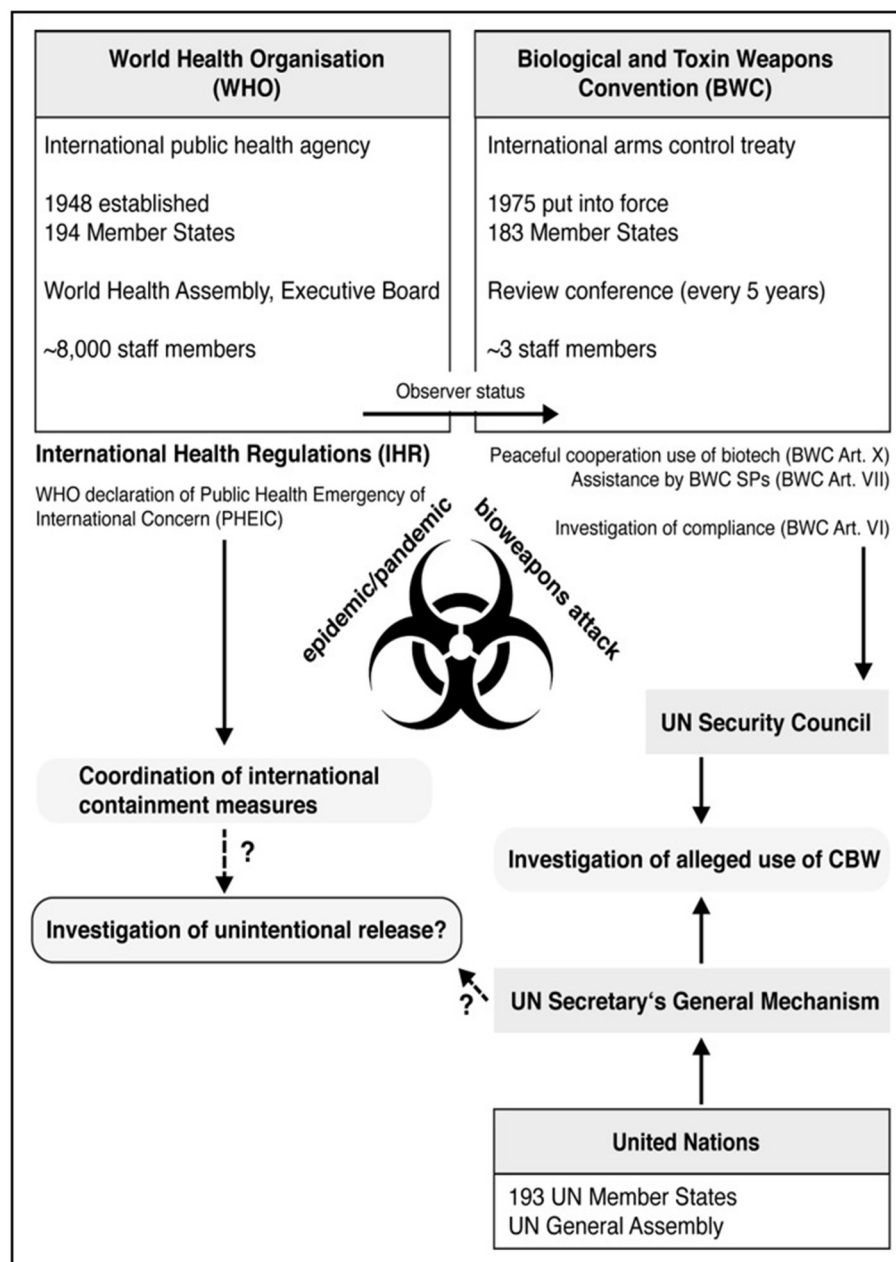 World Health Organisation
(WHO)
International public health agency
1948 established
194 Member States
World Health Assembly, Executive Board
~8,000 staff members
Biological and Toxin Weapons
Convention (BWC)
International arms control treaty
1975 put into force
183 Member States
Review conference (every 5 years)
~3 staff members
Observer status
International Health Regulations (IHR)
WHO declaration of Public Health Emergency of
International Concern (PHEIC)
Peaceful cooperation use of biotech (BWC Art. X)
Assistance by BWC SPs (BWC Art. VII)
Investigation of compliance (BWC Art. VI)
epidemic/pandemic
bioweapons attack
UN Security Council
Coordination of international
containment measures
?
Investigation of alleged use of CBW
Investigation of unintentional release?
?
UN Secretary‘s General Mechanism
United Nations
193 UN Member States
UN General Assembly